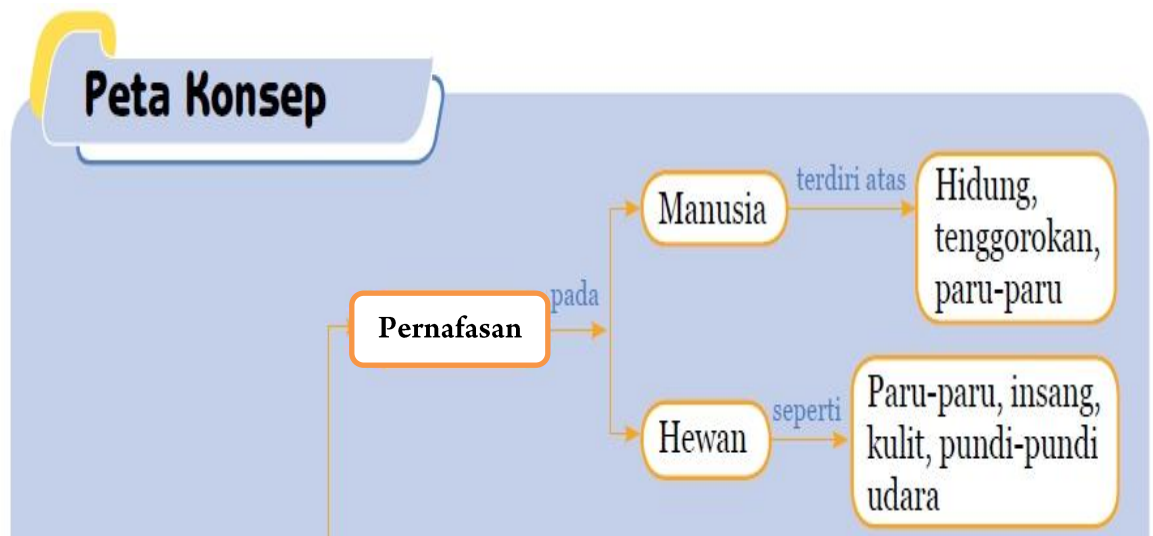 Peta Konsep
Pernafasan
pada
Manusia
terdiri atas
Hidung,
tenggorokan,
paru-paru
Hewan
seperti
Paru-paru, insang,
kulit, pundi-pundi
udara